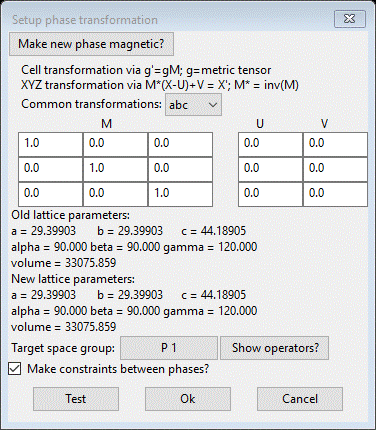 Setup phase transformation
Make new phase magnetic?
Cell transformation via g'=gM; g=metric tensor
XYZ transformation via M*(X-U)+V = X'; M* = inv(M)
Common transformations: abc
M U V
1.0 0.0 0.0 0.0 0.0
0.0 1.0 0.0 0.0 0.0
0.0 0.0 1.0 0.0 0.0
Old lattice parameters:
a = 29.39903 b = 29.39903 c = 44.18905
alpha = 90.000 beta = 90.000 gamma = 120.000
volume = 33075.859
New lattice parameters:
a = 29.39903 b = 29.39903 c = 44.18905
alpha = 90.000 beta = 90.000 gamma = 120.000
volume = 33075.859
Target space group: P 1 Show operators?
Make constraints between phases?
Test Ok Cancel